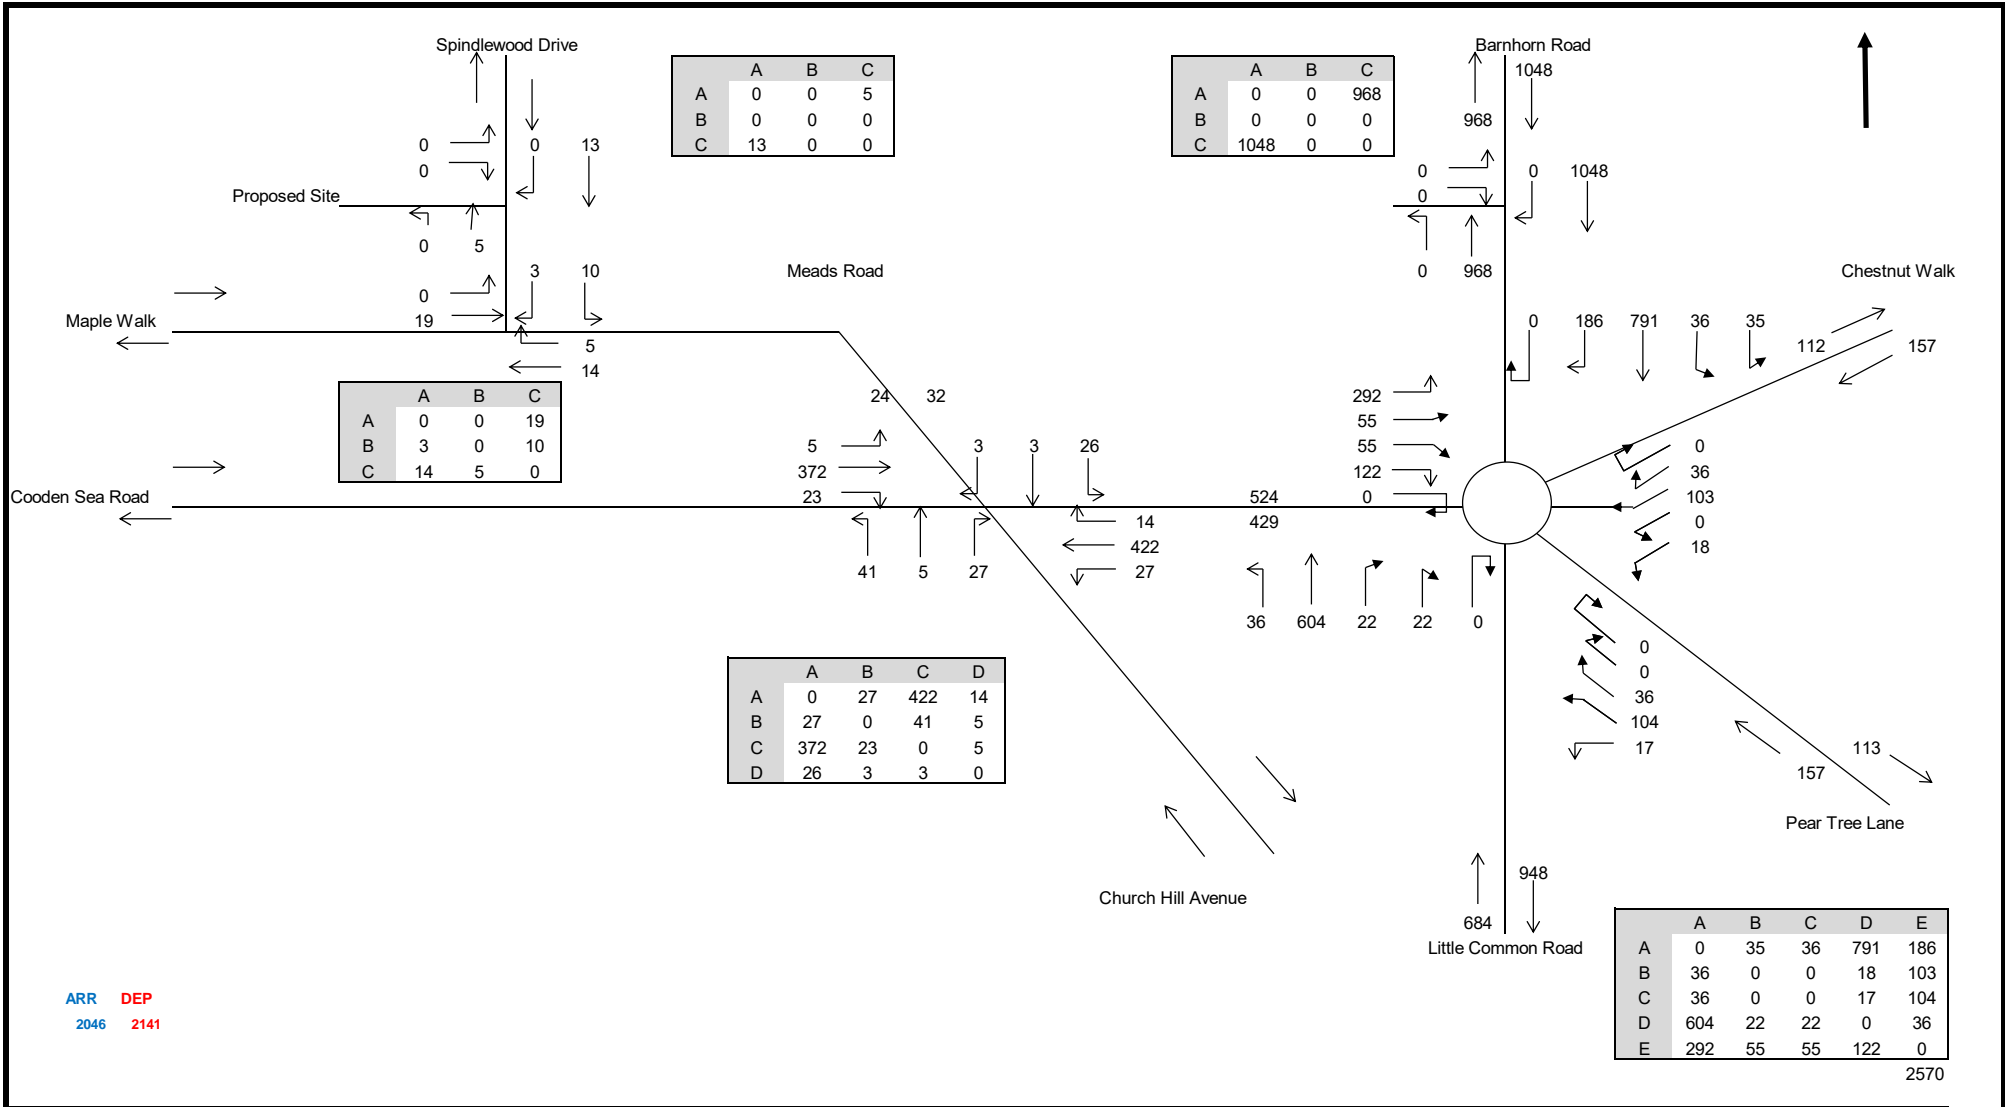 Spindlewood Drive
Barnhorn Road
A B C
A 0 0 5
B 0 0 0
C 13 0 0
A B C
A 0 0 968
B 0 0 0
C 1048 0 0
1048
968
0 0 13
0
Proposed Site
0 5
0 0 1048
0
0 968
Meads Road
Chestnut Walk
3 10
0
19
Maple Walk
5
14
0 186 791 36 35
112 157
A B C
A 0 0 19
B 3 0 10
C 14 5 0
24 32
292
55
55
122
0
5
372
23
3 3 26
0
36
103
0
18
Cooden Sea Road
524
429
14
422
27
41 5 27
36 604 22 22 0
0
0
36
104
17
A B C D
A 0 27 422 14
B 27 0 41 5
C 372 23 0 5
D 26 3 3 0
113
157
Pear Tree Lane
Church Hill Avenue
948
684
Little Common Road
A B C D E
A 0 35 36 791 186
B 36 0 0 18 103
C 36 0 0 17 104
D 604 22 22 0 36
E 292 55 55 122 0
2570
ARR DEP
2046 2141